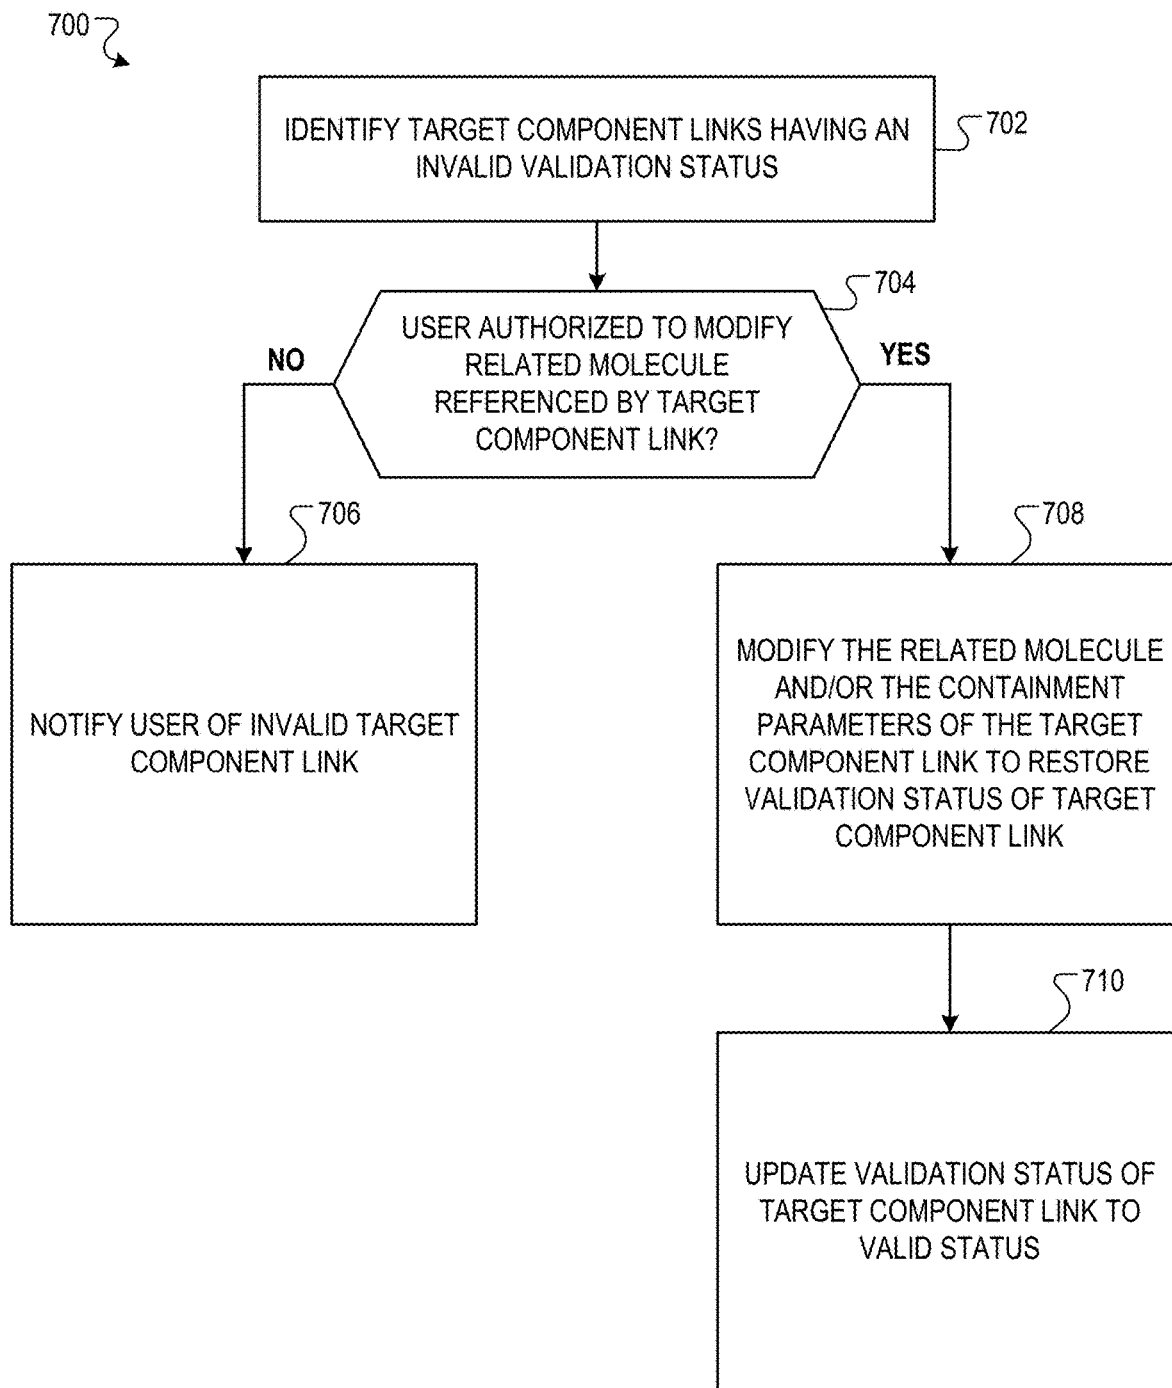 700
IDENTIFY TARGET COMPONENT LINKS HAVING AN
INVALID VALIDATION STATUS
702
704
USER AUTHORIZED TO MODIFY
RELATED MOLECULE
REFERENCED BY TARGET
COMPONENT LINK?
NO
YES
706
NOTIFY USER OF INVALID TARGET
COMPONENT LINK
708
MODIFY THE RELATED MOLECULE
AND/OR THE CONTAINMENT
PARAMETERS OF THE TARGET
COMPONENT LINK TO RESTORE
VALIDATION STATUS OF TARGET
COMPONENT LINK
710
UPDATE VALIDATION STATUS OF
TARGET COMPONENT LINK TO
VALID STATUS